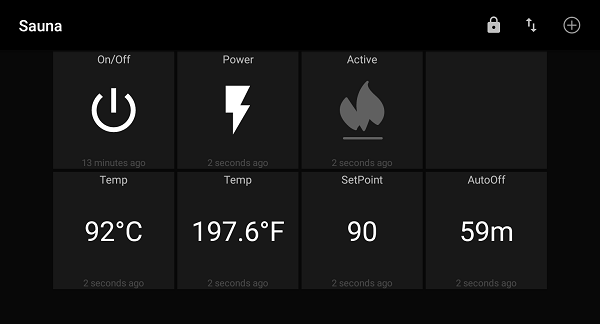 Sauna
On/Off
Power
Active
13 minutes ago
2 seconds ago
2 seconds ago
Temp
Temp
SetPoint
AutoOff
92°C
197.6°F
90
59m
2 seconds ago
2 seconds ago
2 seconds ago
2 seconds ago